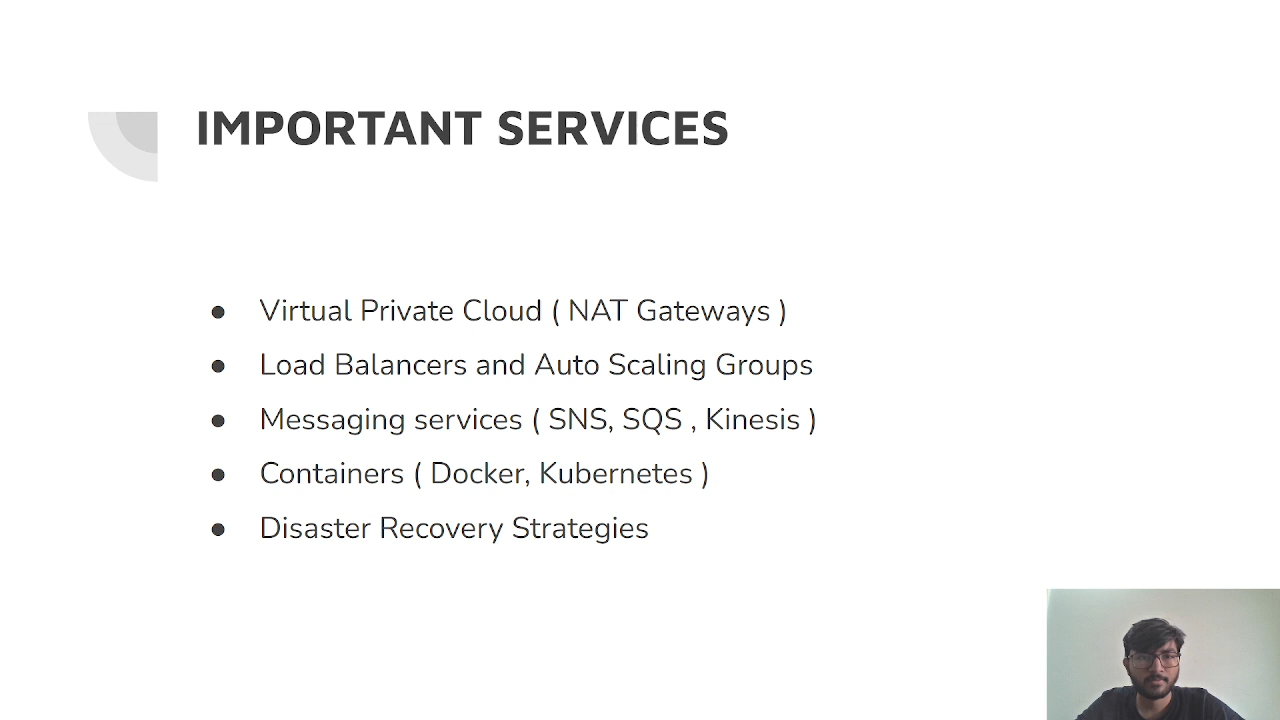 IMPORTANT SERVICES
● Virtual Private Cloud ( NAT Gateways )
● Load Balancers and Auto Scaling Groups
● Messaging services ( SNS, SQS , Kinesis )
● Containers ( Docker, Kubernetes )
● Disaster Recovery Strategies